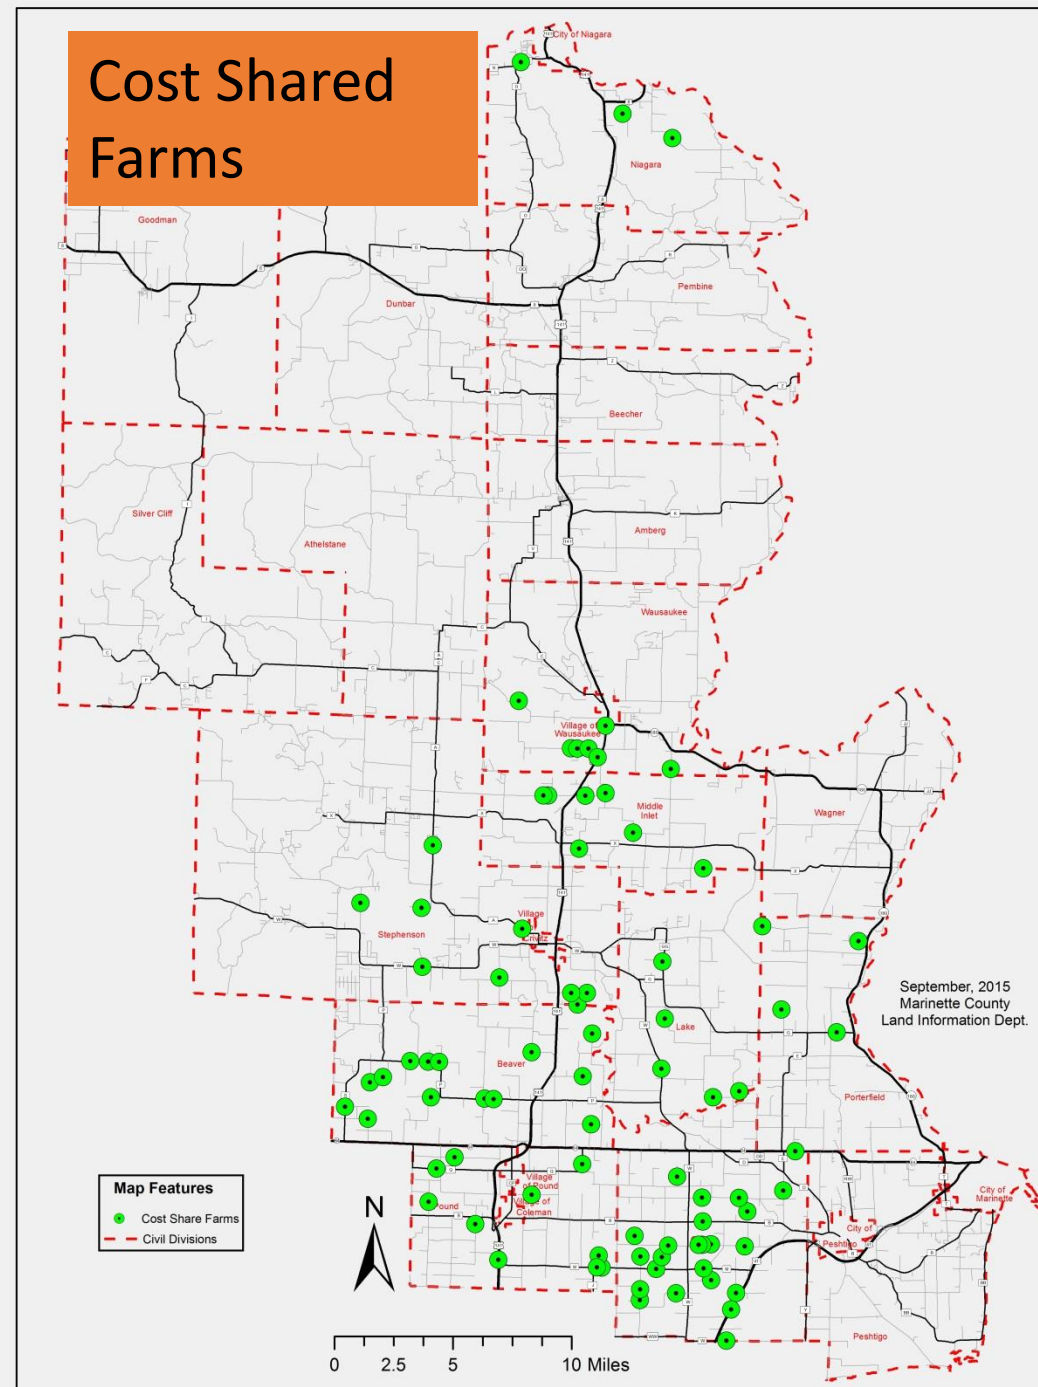 Cost Shared
Farms
City of Niagara
Niagara
Goodman
Pembine
Dunbar
Beecher
Silver Cliff
Amberg
Athelstane
Wausaukee
Village of
Wausaukee
Middle
Inlet
Wagner
Village
Crivitz
Stephenson
September, 2015
Marinette County
Land Information Dept.
Lake
Beaver
Porterfield
Village
of Pound
Village of
Coleman
Pound
City of
Marinette
City of
Peshtigo
Peshtigo
Map Features
Cost Share Farms
Civil Divisions
N
0 2.5 5 10 Miles